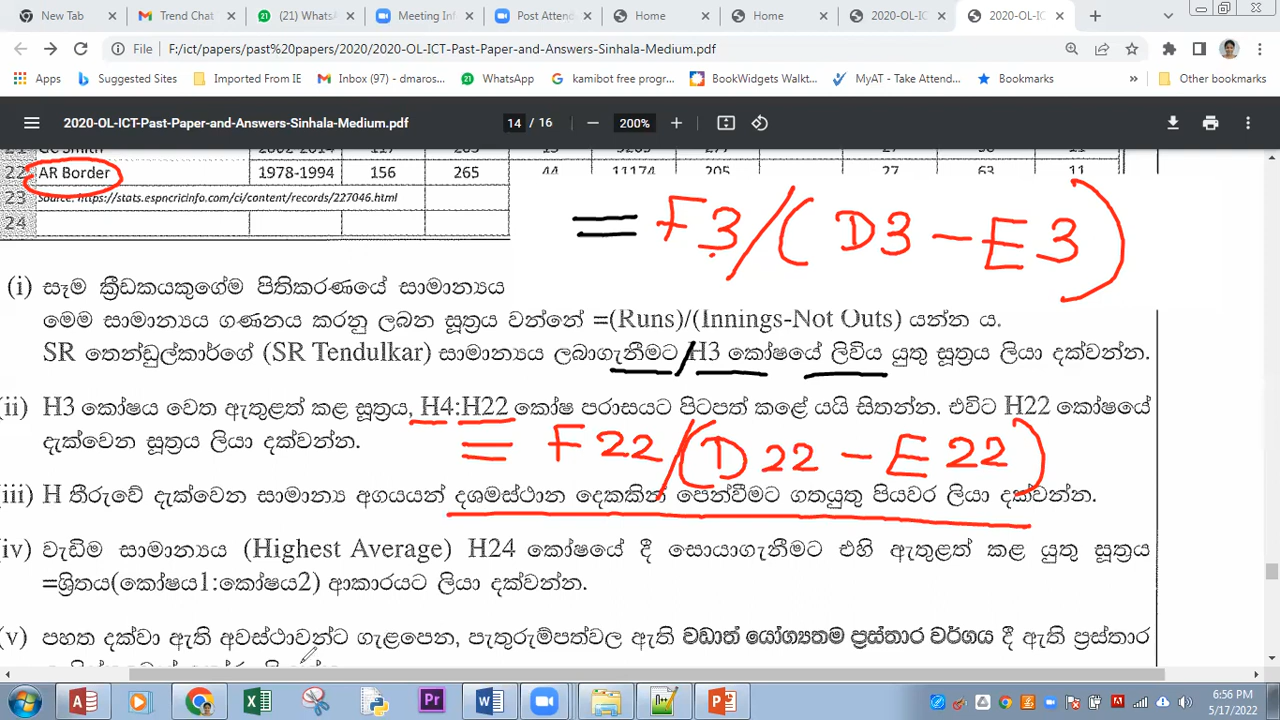 New Tab Trend Chat (21) WhatsA Meeting Inf Post Attend Home Home 2020-OL-IC 2020-OL-IC
File F:/ict/papers/past%20papers/2020/2020-OL-ICT-Past-Paper-and-Answers-Sinhala-Medium.pdf
Apps Suggested Sites Imported From IE Inbox (97) - dmaros... WhatsApp kamibot free progr... BookWidgets Walkt... MyAT - Take Attend... Bookmarks » Other bookmarks
2020-OL-ICT-Past-Paper-and-Answers-Sinhala-Medium.pdf 14 / 16 200%
22 AR Border 1978-1994 156 265 44 11174 205 27 63 11
23 Source: https://stats.espncricinfo.com/ci/content/records/227046.html
24
= F3/(D3 - E3)
(i) සෑම ක්‍රීඩකයකුගේම පිතිකරණයේ සාමාන්‍යය
මෙම සාමාන්‍යය ගණනය කරනු ලබන සූත්‍රය වන්නේ =(Runs)/(Innings-Not Outs) යන්න ය.
SR තෙන්ඩුල්කාර්ගේ (SR Tendulkar) සාමාන්‍යය ලබාගැනීමට H3 කෝෂයේ ලිවිය යුතු සූත්‍රය ලියා දක්වන්න.
(ii) H3 කෝෂය වෙත ඇතුළත් කළ සූත්‍රය, H4:H22 කෝෂ පරාසයට පිටපත් කළේ යයි සිතන්න. එවිට H22 කෝෂයේ
දැක්වෙන සූත්‍රය ලියා දක්වන්න.
= F22/(D22 - E22)
(iii) H තීරුවේ දැක්වෙන සාමාන්‍ය අගයයන් දශමස්ථාන දෙකකින් පෙන්වීමට ගතයුතු පියවර ලියා දක්වන්න.
(iv) වැඩිම සාමාන්‍යය (Highest Average) H24 කෝෂයේ දී සොයාගැනීමට එහි ඇතුළත් කළ යුතු සූත්‍රය
=ශ්‍රිතය(කෝෂය1:කෝෂය2) ආකාරයට ලියා දක්වන්න.
(v) පහත දක්වා ඇති අවස්ථාවන්ට ගැළපෙන, පැතුරුම්පත්වල ඇති වඩාත් යෝග්‍යතම ප්‍රස්තාර වර්ගය දී ඇති ප්‍රස්තාර
6:56 PM
5/17/2022